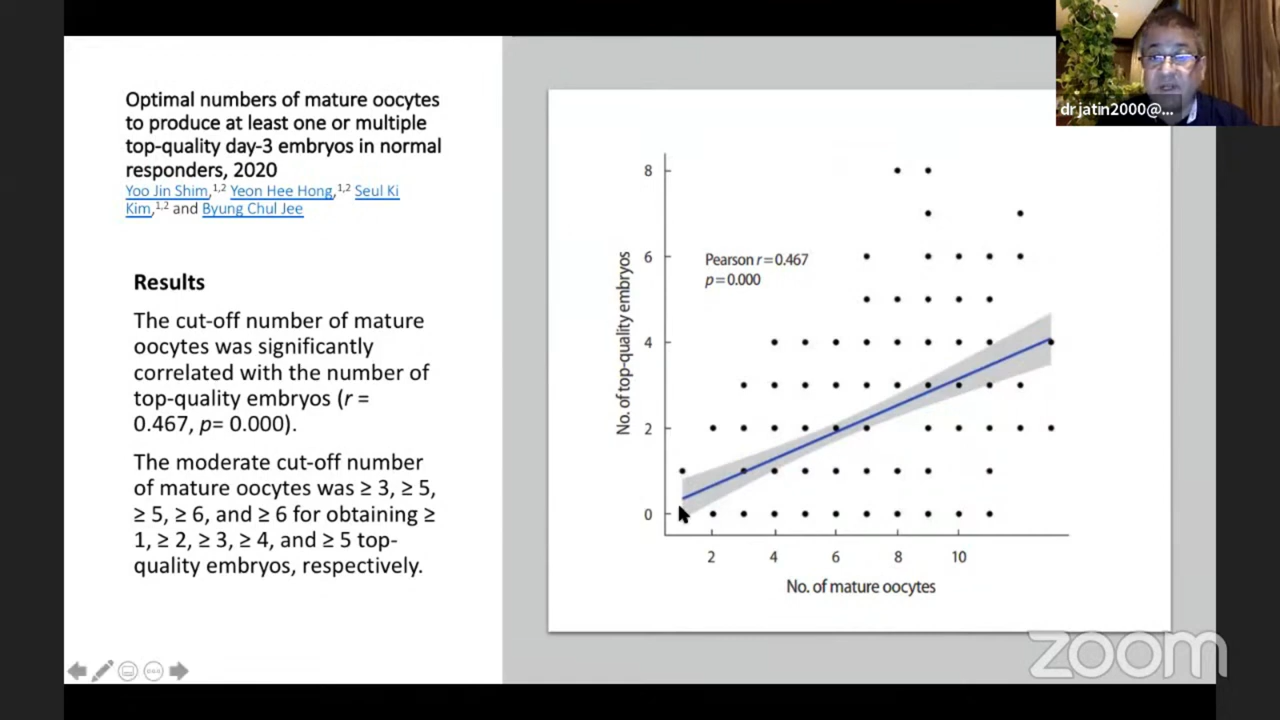 Optimal numbers of mature oocytes
to produce at least one or multiple
top-quality day-3 embryos in normal
responders, 2020
Yoo Jin Shim,1,2 Yeon Hee Hong,1,2 Seul Ki
Kim,1,2 and Byung Chul Jee
Results
The cut-off number of mature
oocytes was significantly
correlated with the number of
top-quality embryos (r =
0.467, p= 0.000).
The moderate cut-off number
of mature oocytes was ≥ 3, ≥ 5,
≥ 5, ≥ 6, and ≥ 6 for obtaining ≥
1, ≥ 2, ≥ 3, ≥ 4, and ≥ 5 top-
quality embryos, respectively.
No. of top-quality embryos
8
6
4
2
0
Pearson r=0.467
p=0.000
2 4 6 8 10
No. of mature oocytes
dr.jatin2000@...
zoom